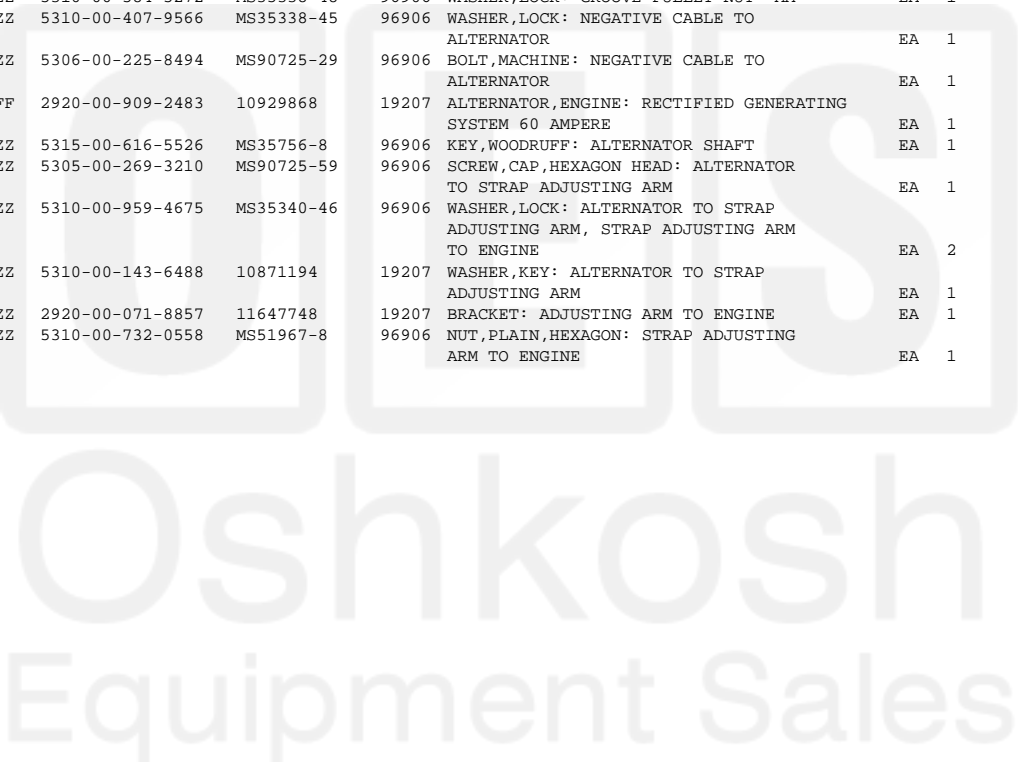 ZZ 5310-00-407-9566 MS35338-45 96906 WASHER,LOCK: NEGATIVE CABLE TO
ALTERNATOR EA 1
ZZ 5306-00-225-8494 MS90725-29 96906 BOLT,MACHINE: NEGATIVE CABLE TO
ALTERNATOR EA 1
FF 2920-00-909-2483 10929868 19207 ALTERNATOR,ENGINE: RECTIFIED GENERATING
SYSTEM 60 AMPERE EA 1
ZZ 5315-00-616-5526 MS35756-8 96906 KEY,WOODRUFF: ALTERNATOR SHAFT EA 1
ZZ 5305-00-269-3210 MS90725-59 96906 SCREW,CAP,HEXAGON HEAD: ALTERNATOR
TO STRAP ADJUSTING ARM EA 1
ZZ 5310-00-959-4675 MS35340-46 96906 WASHER,LOCK: ALTERNATOR TO STRAP
ADJUSTING ARM, STRAP ADJUSTING ARM
TO ENGINE EA 2
ZZ 5310-00-143-6488 10871194 19207 WASHER,KEY: ALTERNATOR TO STRAP
ADJUSTING ARM EA 1
ZZ 2920-00-071-8857 11647748 19207 BRACKET: ADJUSTING ARM TO ENGINE EA 1
ZZ 5310-00-732-0558 MS51967-8 96906 NUT,PLAIN,HEXAGON: STRAP ADJUSTING
ARM TO ENGINE EA 1
OES
Oshkosh
Equipment Sales